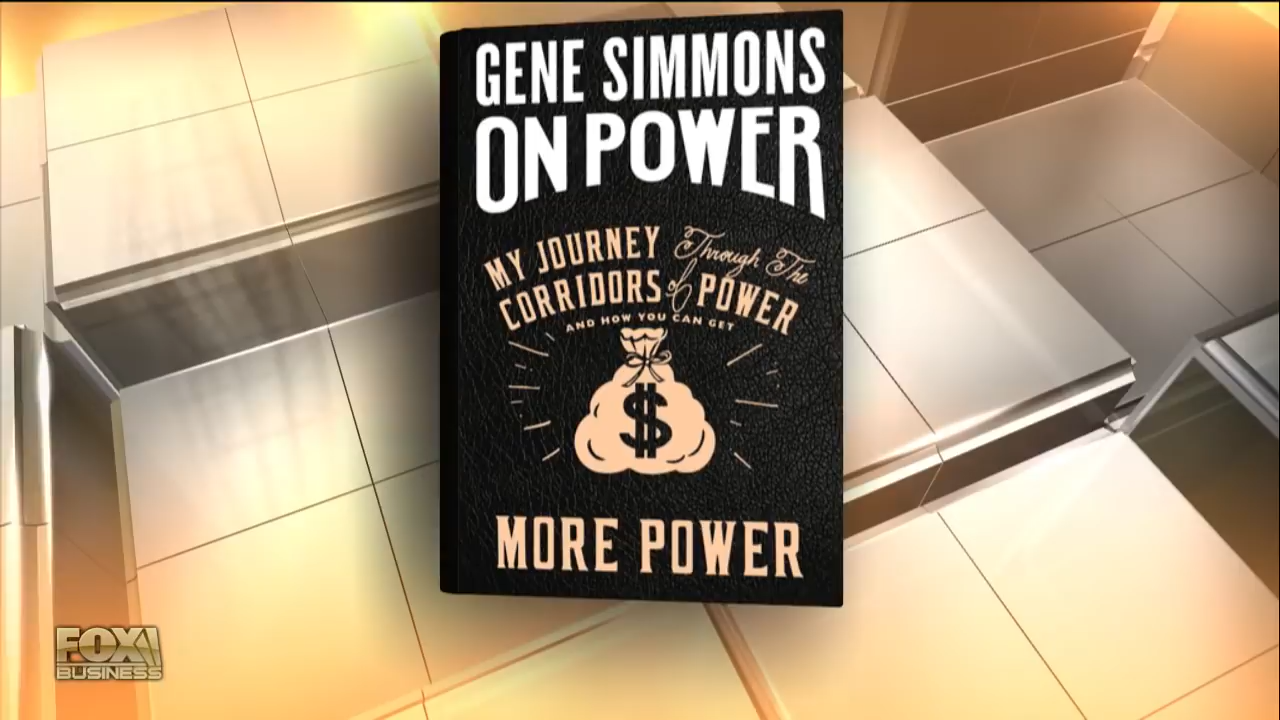 GENE SIMMONS
ON POWER
MY JOURNEY Through The
CORRIDORS of POWER
AND HOW YOU CAN GET
$
MORE POWER
FOX
BUSINESS